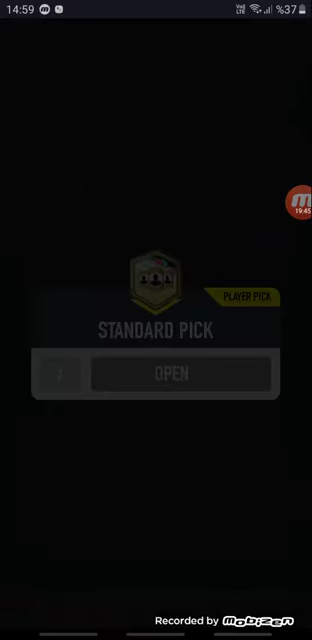 14:59 %37
19:45
PLAYER PICK
STANDARD PICK
i OPEN
Recorded by mobizen